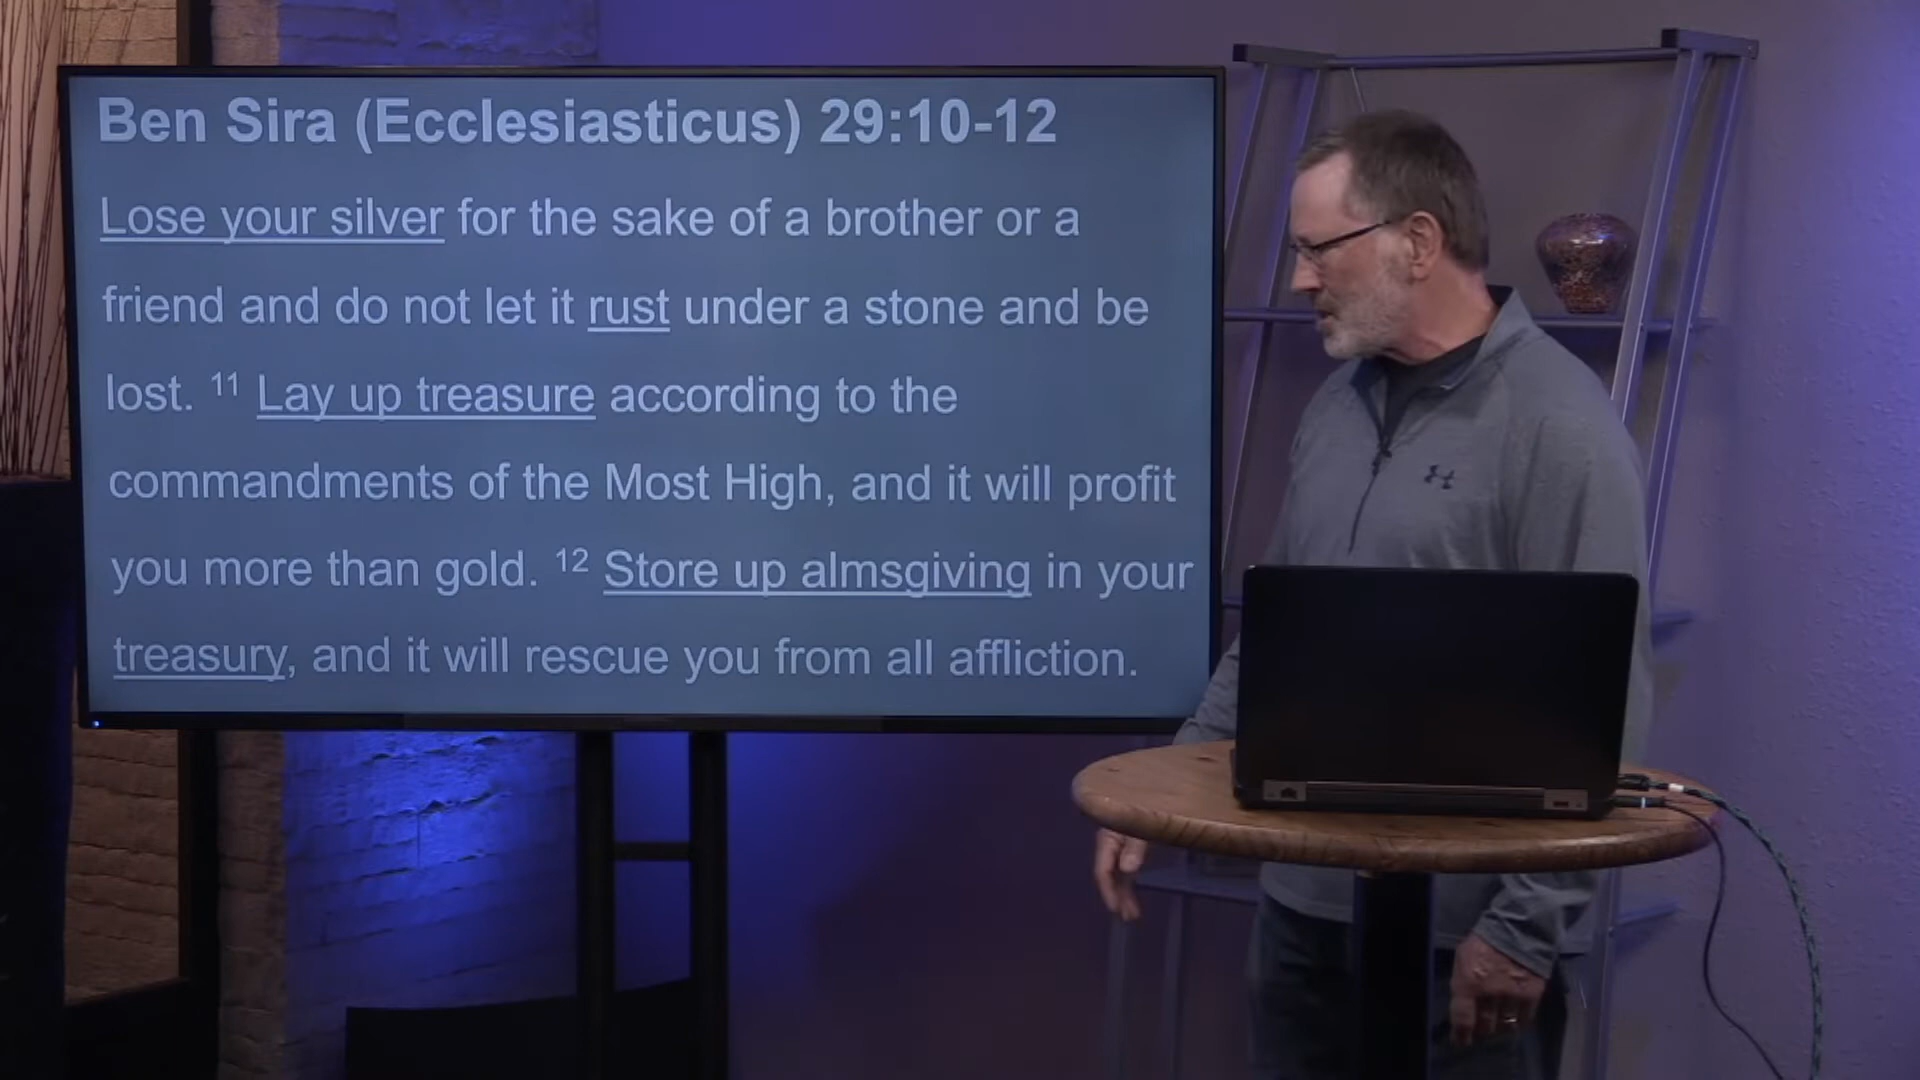 Ben Sira (Ecclesiasticus) 29:10-12
Lose your silver for the sake of a brother or a
friend and do not let it rust under a stone and be
lost. 11 Lay up treasure according to the
commandments of the Most High, and it will profit
you more than gold. 12 Store up almsgiving in your
treasury, and it will rescue you from all affliction.